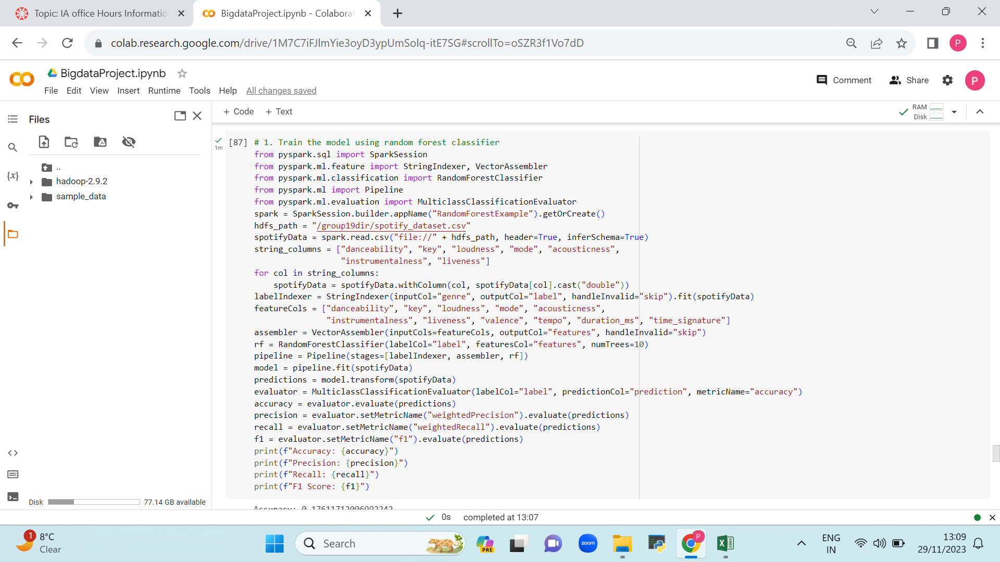 Topic: IA office Hours Informatio
BigdataProject.ipynb - Colaborat
colab.research.google.com/drive/1M7C7iFJlmYie3oyD3ypUmSolq-itE7SG#scrollTo=oSZR3f1Vo7dD
P
BigdataProject.ipynb
File Edit View Insert Runtime Tools Help All changes saved
Comment Share P
Files
+ Code + Text
RAM
Disk
..
hadoop-2.9.2
sample_data
{x}
1m
[87] # 1. Train the model using random forest classifier
from pyspark.sql import SparkSession
from pyspark.ml.feature import StringIndexer, VectorAssembler
from pyspark.ml.classification import RandomForestClassifier
from pyspark.ml import Pipeline
from pyspark.ml.evaluation import MulticlassClassificationEvaluator
spark = SparkSession.builder.appName("RandomForestExample").getOrCreate()
hdfs_path = "/group19dir/spotify_dataset.csv"
spotifyData = spark.read.csv("file://" + hdfs_path, header=True, inferSchema=True)
string_columns = ["danceability", "key", "loudness", "mode", "acousticness",
"instrumentalness", "liveness"]
for col in string_columns:
spotifyData = spotifyData.withColumn(col, spotifyData[col].cast("double"))
labelIndexer = StringIndexer(inputCol="genre", outputCol="label", handleInvalid="skip").fit(spotifyData)
featureCols = ["danceability", "key", "loudness", "mode", "acousticness",
"instrumentalness", "liveness", "valence", "tempo", "duration_ms", "time_signature"]
assembler = VectorAssembler(inputCols=featureCols, outputCol="features", handleInvalid="skip")
rf = RandomForestClassifier(labelCol="label", featuresCol="features", numTrees=10)
pipeline = Pipeline(stages=[labelIndexer, assembler, rf])
model = pipeline.fit(spotifyData)
predictions = model.transform(spotifyData)
evaluator = MulticlassClassificationEvaluator(labelCol="label", predictionCol="prediction", metricName="accuracy")
accuracy = evaluator.evaluate(predictions)
precision = evaluator.setMetricName("weightedPrecision").evaluate(predictions)
recall = evaluator.setMetricName("weightedRecall").evaluate(predictions)
f1 = evaluator.setMetricName("f1").evaluate(predictions)
print(f"Accuracy: {accuracy}")
print(f"Precision: {precision}")
print(f"Recall: {recall}")
print(f"F1 Score: {f1}")
Disk 77.14 GB available
Accuracy:
0s completed at 13:07
1
8°C
Clear
Search
PRE
zoom
P
ENG
IN
13:09
29/11/2023